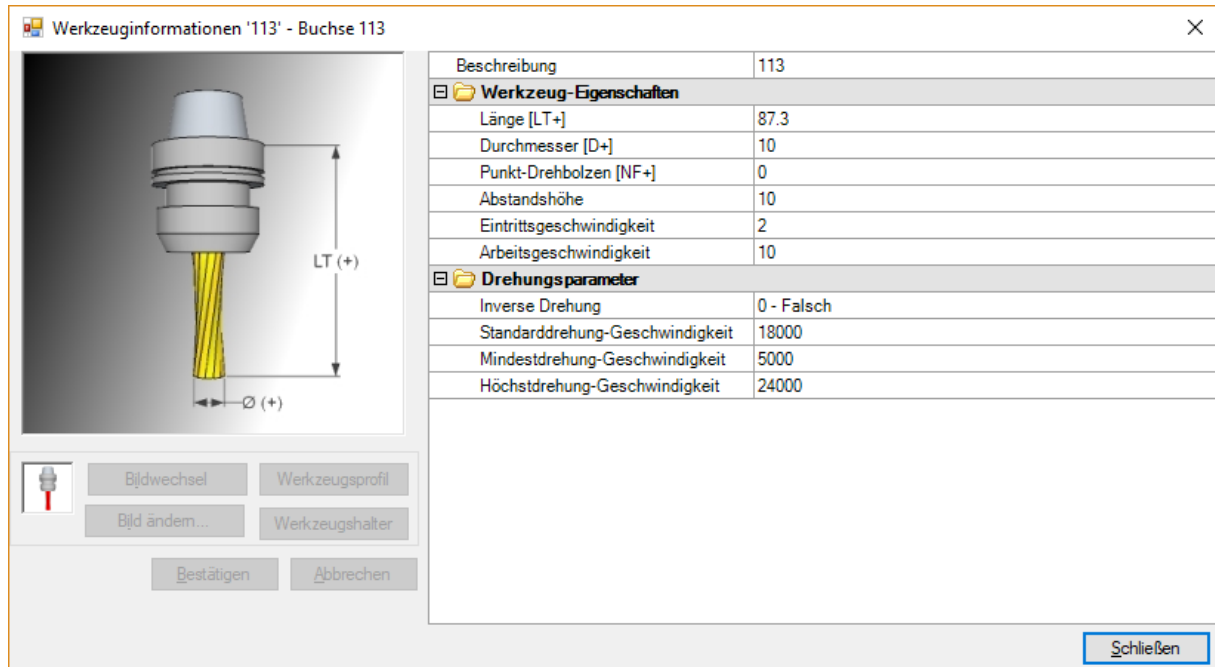 Werkzeuginformationen '113' - Buchse 113
LT (+)
Ø (+)
Bildwechsel
Werkzeugsprofil
Bild ändern...
Werkzeugshalter
Bestätigen
Abbrechen
Beschreibung 113
Werkzeug-Eigenschaften
Länge [LT+] 87.3
Durchmesser [D+] 10
Punkt-Drehbolzen [NF+] 0
Abstandshöhe 10
Eintrittsgeschwindigkeit 2
Arbeitsgeschwindigkeit 10
Drehungsparameter
Inverse Drehung 0 - Falsch
Standarddrehung-Geschwindigkeit 18000
Mindestdrehung-Geschwindigkeit 5000
Höchstdrehung-Geschwindigkeit 24000
Schließen